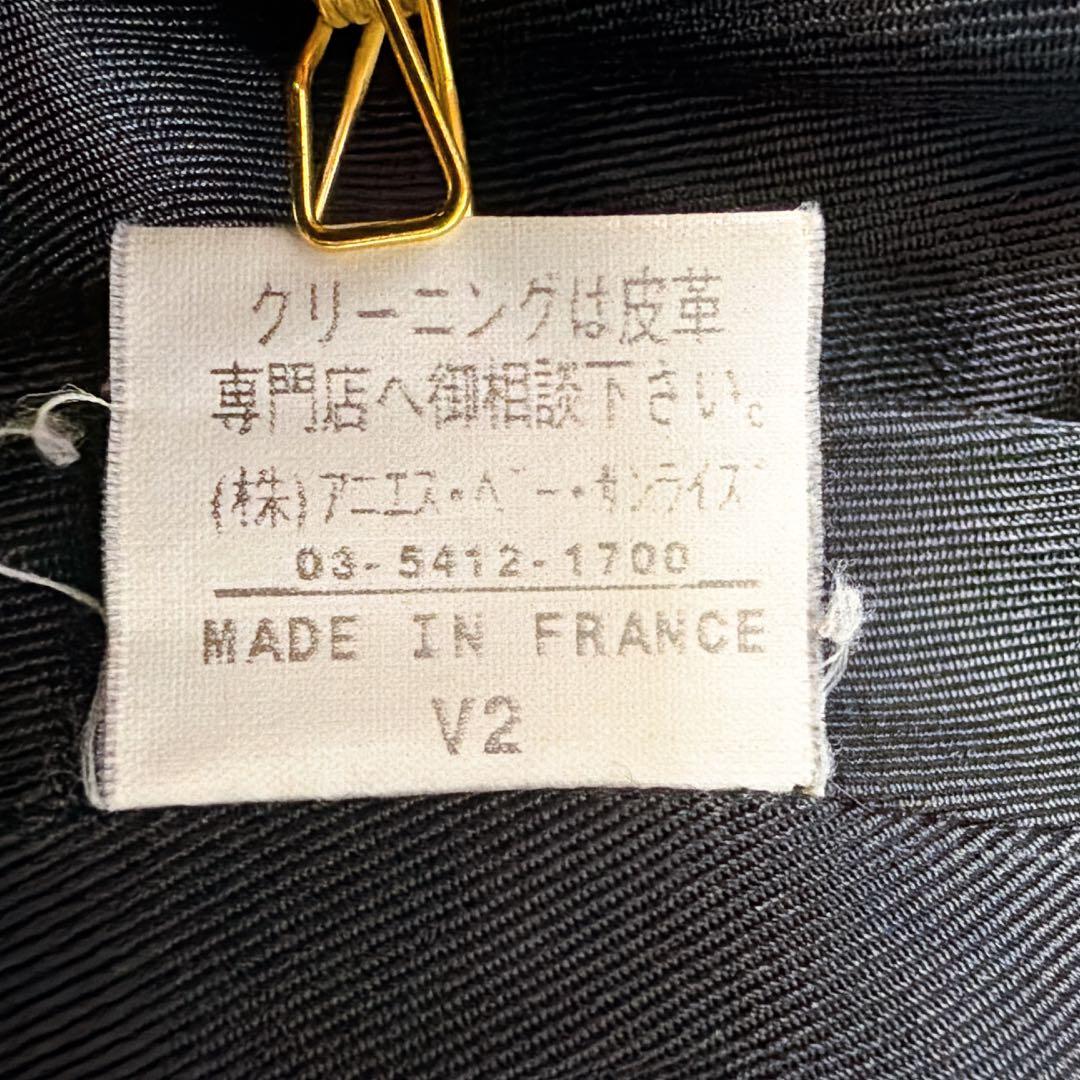 クリーニングは皮革
専門店へ御相談下さい。
(株)アニエス・ベー・サンライズ
03-5412-1700
MADE IN FRANCE
V2